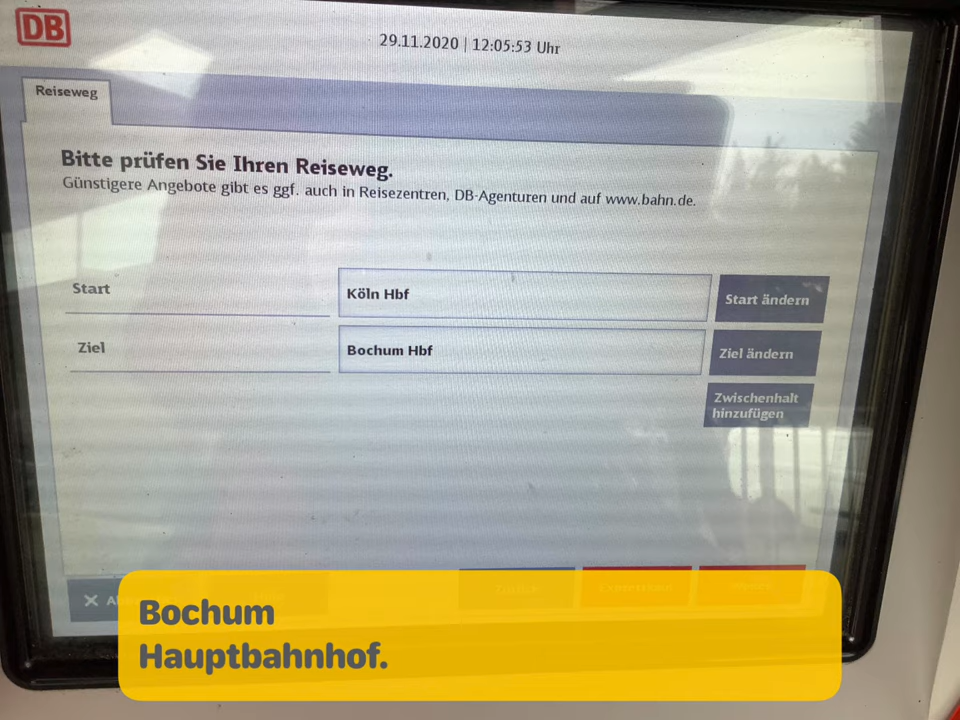 DB
29.11.2020 | 12:05:53 Uhr
Reiseweg
Bitte prüfen Sie Ihren Reiseweg.
Günstigere Angebote gibt es ggf. auch in Reisezentren, DB-Agenturen und auf www.bahn.de.
Start
Köln Hbf
Start ändern
Ziel
Bochum Hbf
Ziel ändern
Zwischenhalt
hinzufügen
Zurück
Bochum
Hauptbahnhof.